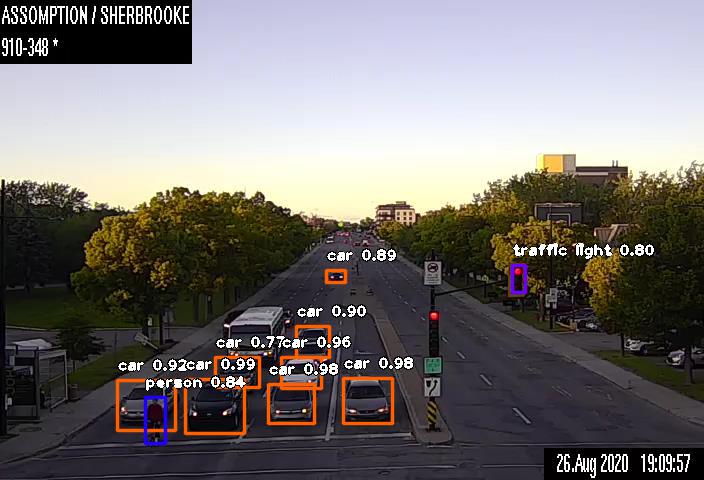 ASSOMPTION / SHERBROOKE
910-348 *
traffic light 0.80
car 0.89
car 0.90
car 0.77
car 0.96
car 0.92
car 0.99
car 0.98
car 0.98
person 0.84
26.Aug 2020 19:09:57